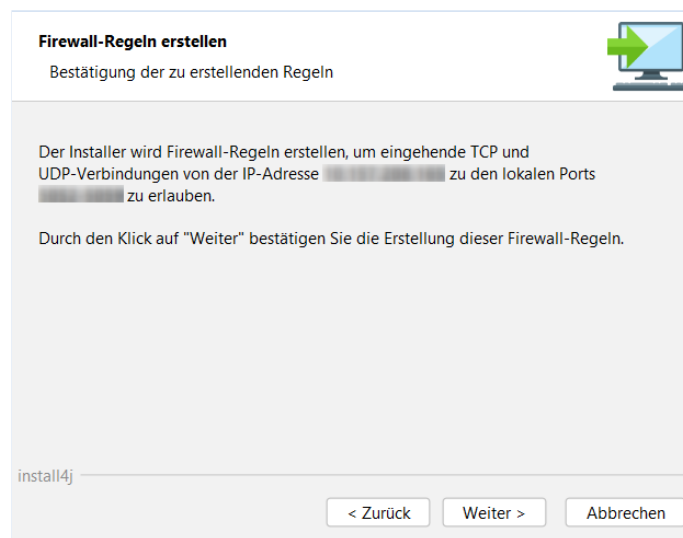 Firewall-Regeln erstellen
Bestätigung der zu erstellenden Regeln
Der Installer wird Firewall-Regeln erstellen, um eingehende TCP und
UDP-Verbindungen von der IP-Adresse zu den lokalen Ports
zu erlauben.
Durch den Klick auf "Weiter" bestätigen Sie die Erstellung dieser Firewall-Regeln.
install4j
< Zurück Weiter > Abbrechen